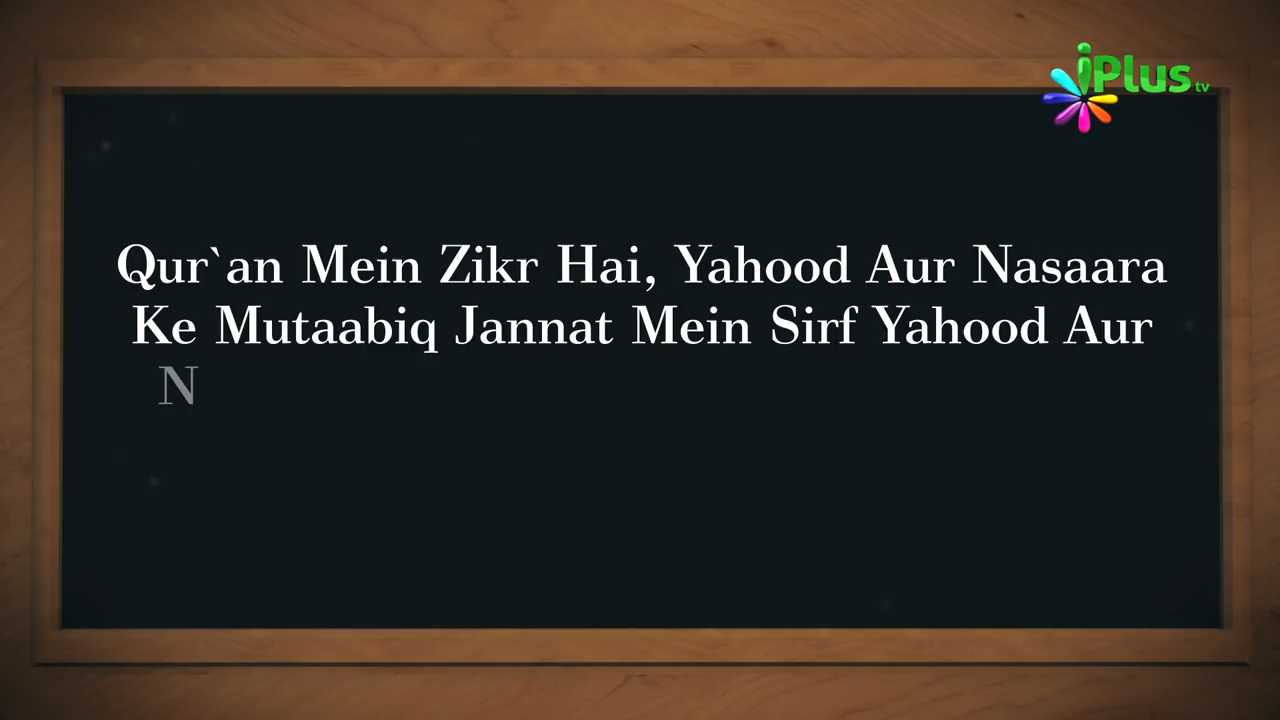 iPlus tv
Qur`an Mein Zikr Hai, Yahood Aur Nasaara
Ke Mutaabiq Jannat Mein Sirf Yahood Aur
N